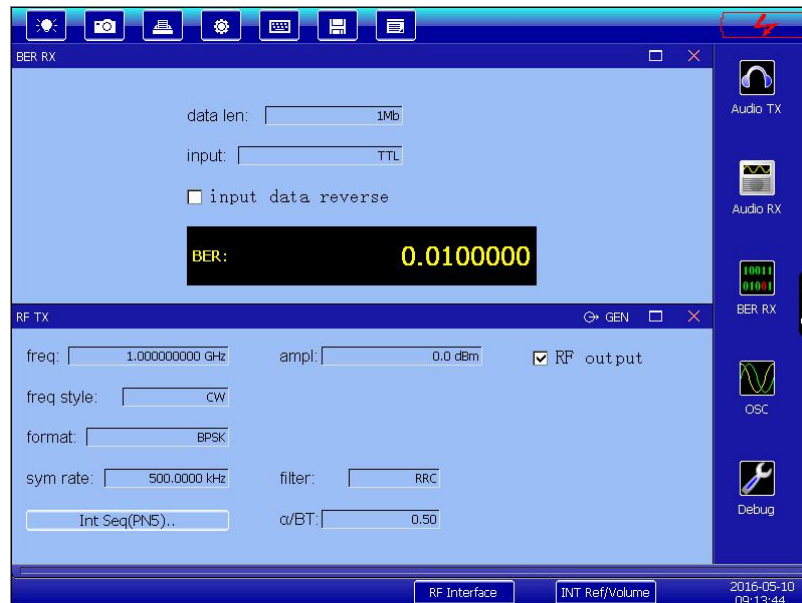 BER RX
data len: 1Mb
input: TTL
input data reverse
BER: 0.0100000
RF TX
GEN
freq: 1.000000000 GHz
ampl: 0.0 dBm
RF output
freq style: CW
format: BPSK
sym rate: 500.0000 kHz
filter: RRC
Int Seq(PN5)..
α/BT: 0.50
Audio TX
Audio RX
10011
01001
BER RX
OSC
Debug
RF Interface
INT Ref/Volume
2016-05-10
09:13:44